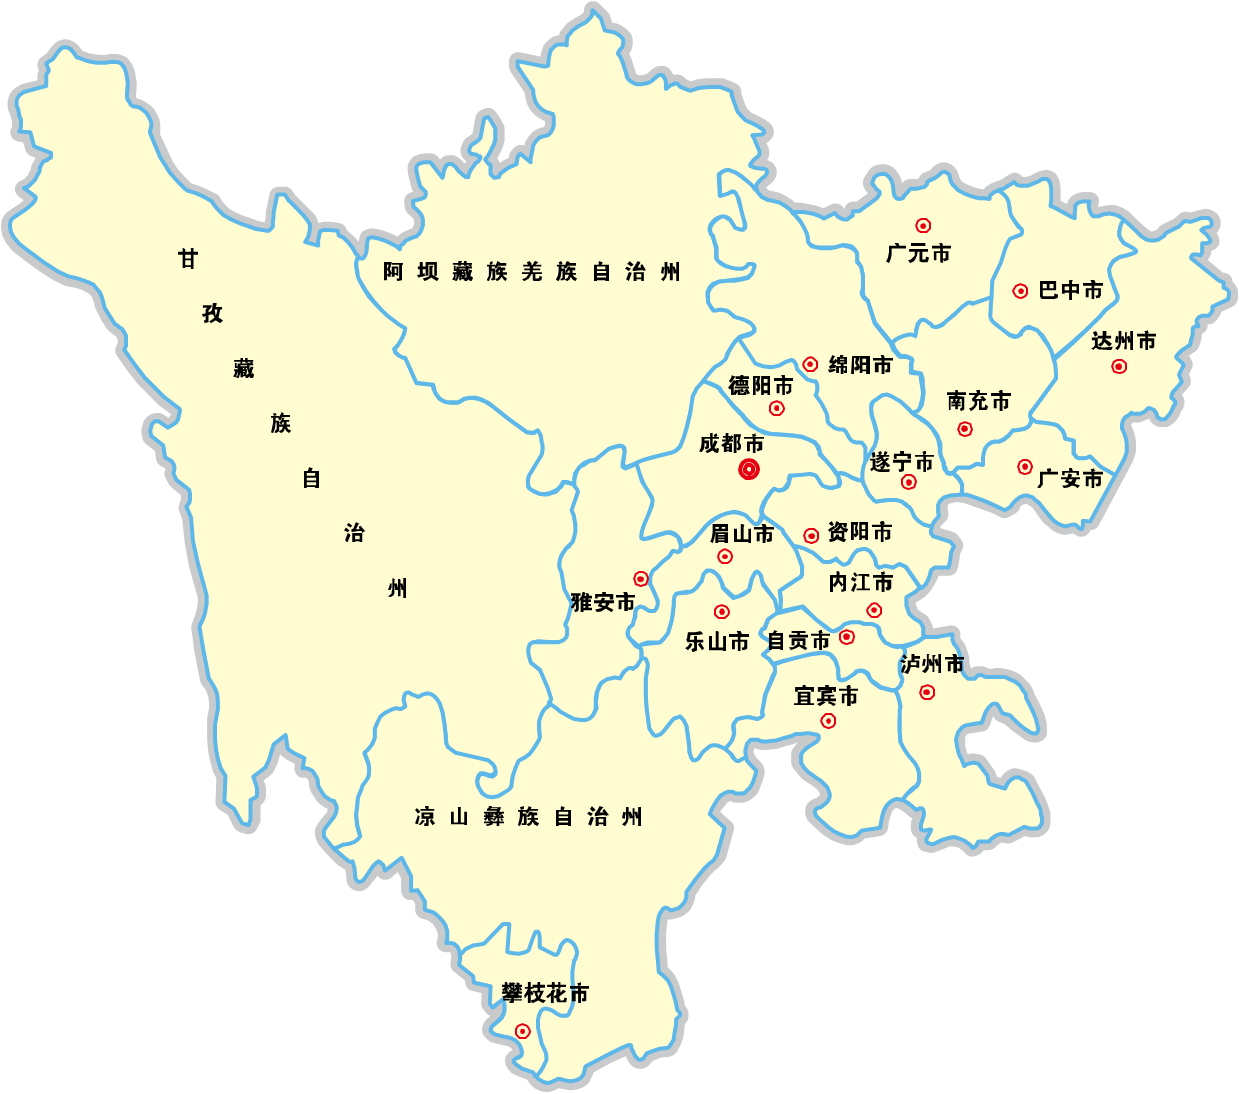 甘孜藏族自治州
阿坝藏族羌族自治州
广元市
巴中市
达州市
绵阳市
德阳市
南充市
成都市
遂宁市
广安市
眉山市
资阳市
内江市
雅安市
乐山市
自贡市
泸州市
宜宾市
凉山彝族自治州
攀枝花市